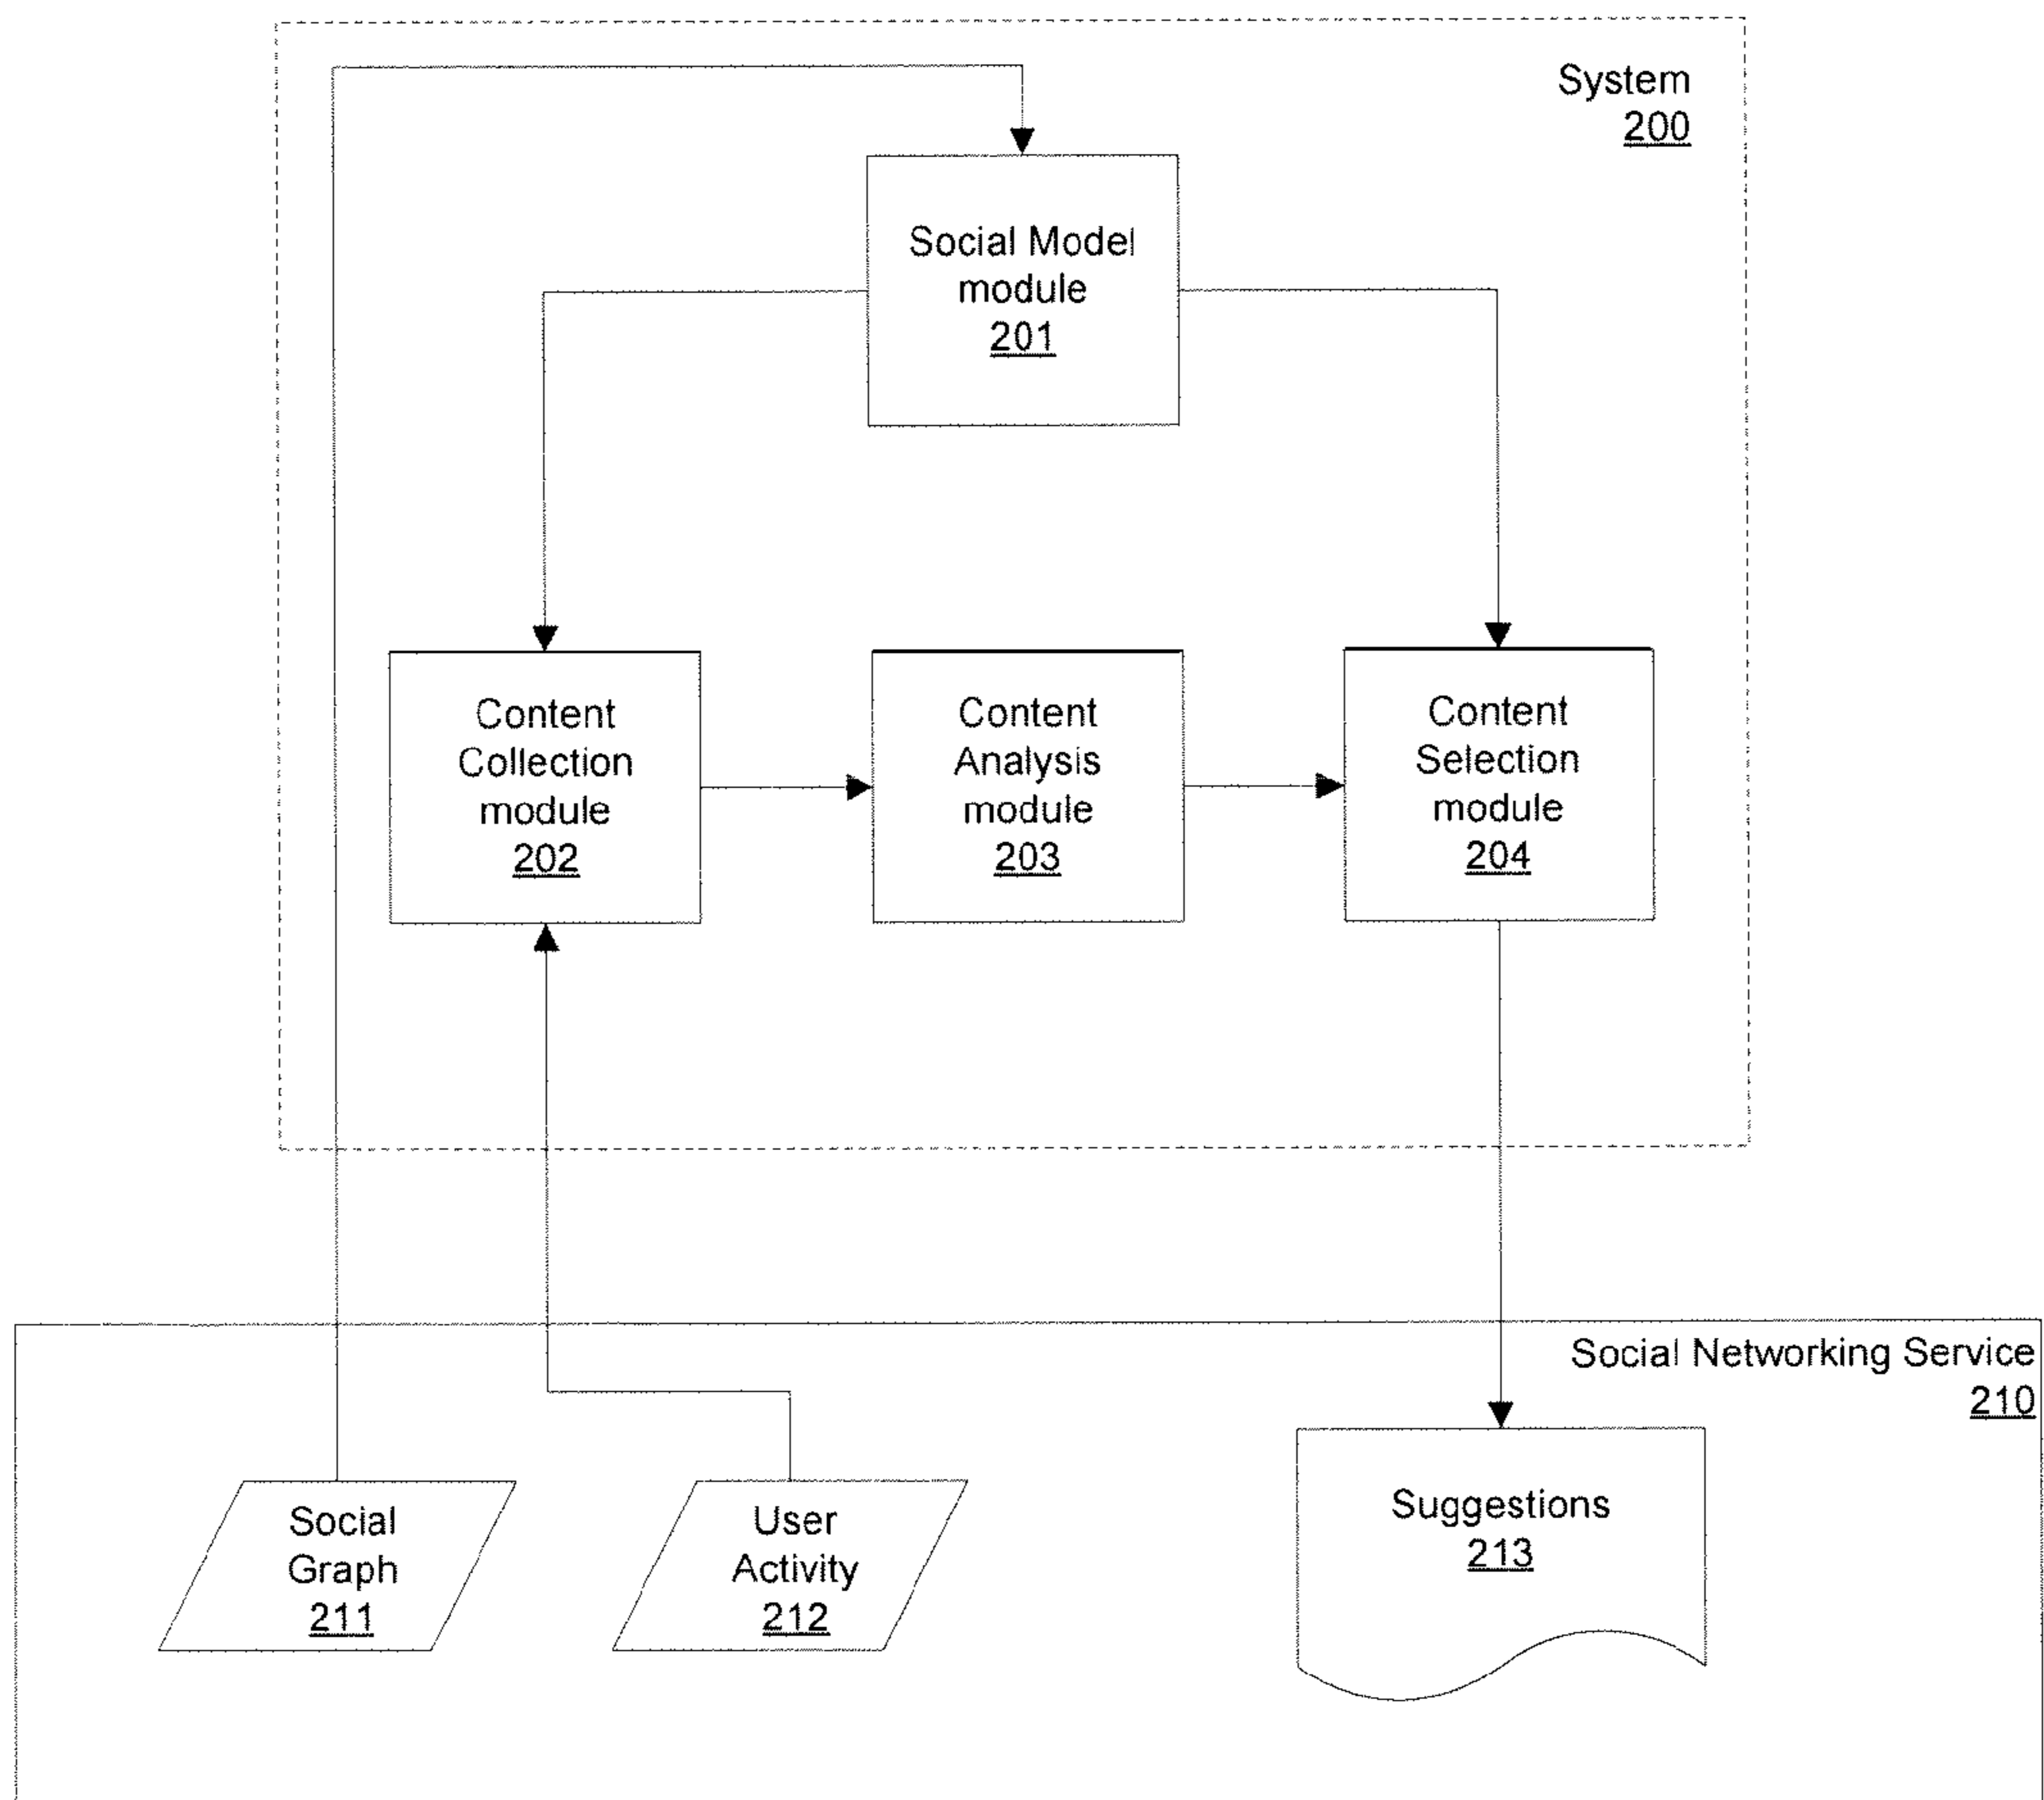 System
200
Social Model
module
201
Content
Collection
module
202
Content
Analysis
module
203
Content
Selection
module
204
Social Networking Service
210
Social
Graph
211
User
Activity
212
Suggestions
213